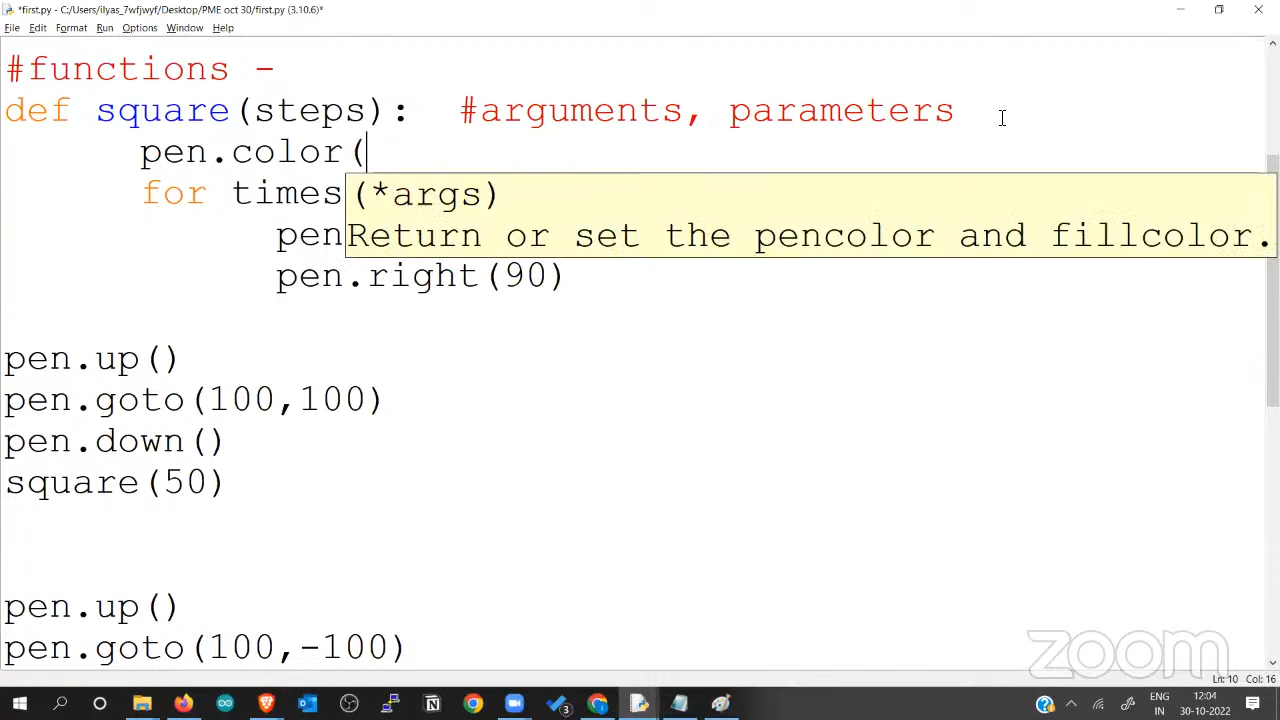 *first.py - C:/Users/ilyas_7wfjwyf/Desktop/PME oct 30/first.py (3.10.6)*
File Edit Format Run Options Window Help
#functions -
def square(steps):  #arguments, parameters
pen.color(
for times
(*args)
pen
Return or set the pencolor and fillcolor.
pen.right(90)
pen.up()
pen.goto(100,100)
pen.down()
square(50)
pen.up()
pen.goto(100,-100)
zoom
Ln: 10 Col: 16
3
ENG
IN
12:04
30-10-2022